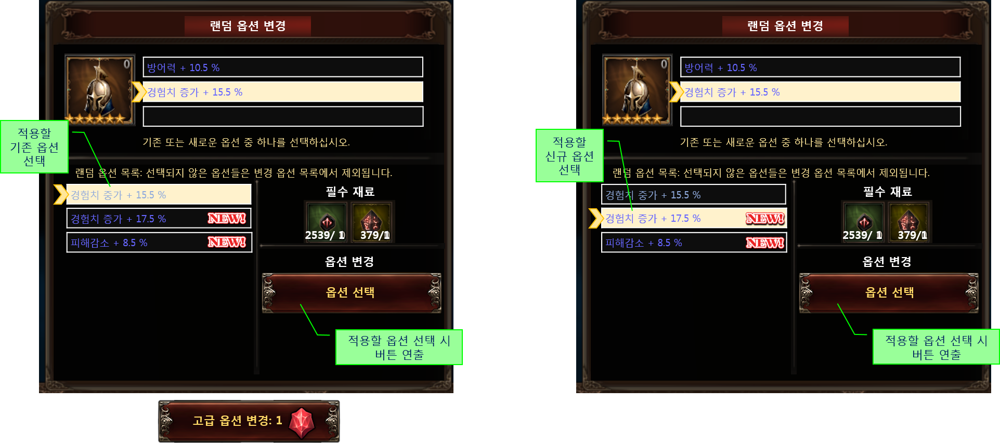 랜덤 옵션 변경
0
방어력 + 10.5 %
경험치 증가 + 15.5 %
기존 또는 새로운 옵션 중 하나를 선택하십시오.
적용할
기존 옵션
선택
랜덤 옵션 목록: 선택되지 않은 옵션들은 변경 옵션 목록에서 제외됩니다.
경험치 증가 + 15.5 %
경험치 증가 + 17.5 %
NEW!
피해감소 + 8.5 %
NEW!
필수 재료
2539/ 1
379/1
옵션 변경
옵션 선택
적용할 옵션 선택 시
버튼 연출
고급 옵션 변경: 1
랜덤 옵션 변경
0
방어력 + 10.5 %
경험치 증가 + 15.5 %
기존 또는 새로운 옵션 중 하나를 선택하십시오.
적용할
신규 옵션
선택
랜덤 옵션 목록: 선택되지 않은 옵션들은 변경 옵션 목록에서 제외됩니다.
경험치 증가 + 15.5 %
경험치 증가 + 17.5 %
NEW!
피해감소 + 8.5 %
NEW!
필수 재료
2539/ 1
379/1
옵션 변경
옵션 선택
적용할 옵션 선택 시
버튼 연출